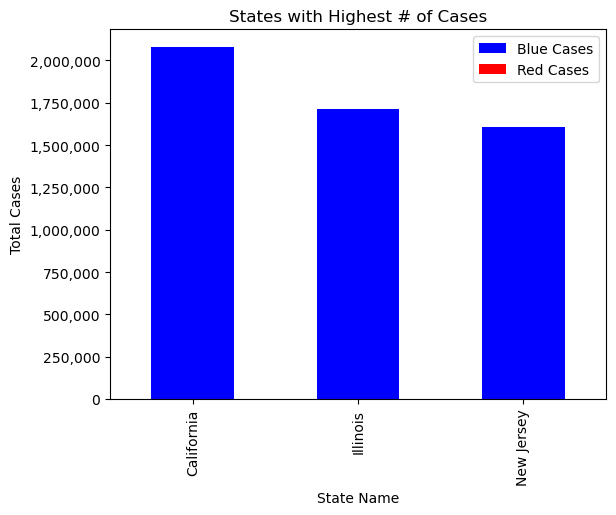 States with Highest # of Cases
Blue Cases
Red Cases
2,000,000
1,750,000
1,500,000
1,250,000
1,000,000
750,000
500,000
250,000
0
Total Cases
California
Illinois
New Jersey
State Name